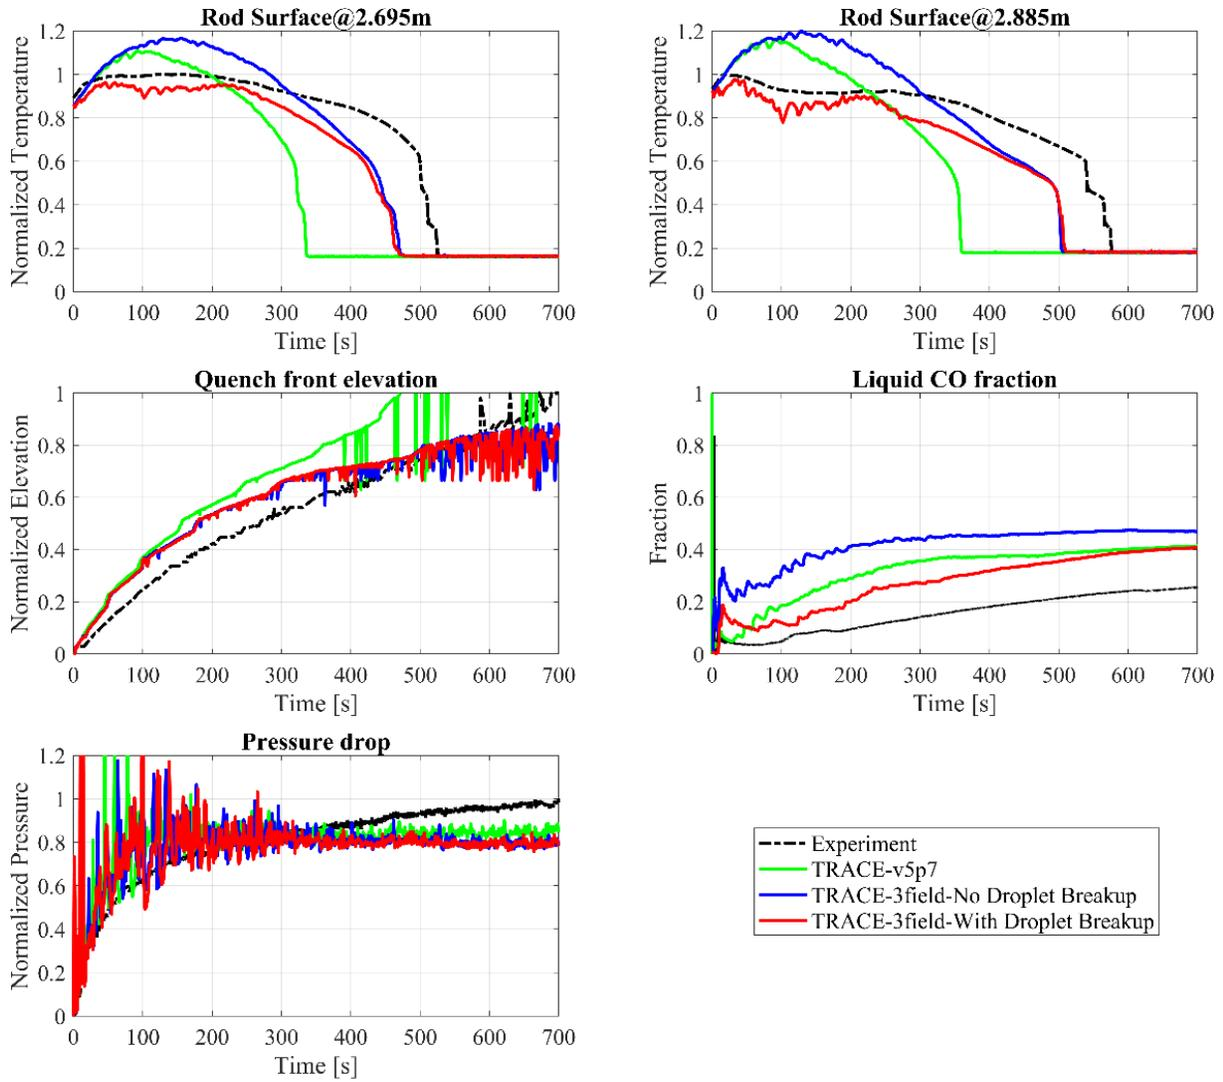 Rod Surface@2.695m
Normalized Temperature
1.2
1
0.8
0.6
0.4
0.2
0
0 100 200 300 400 500 600 700
Time [s]
Rod Surface@2.885m
Normalized Temperature
1.2
1
0.8
0.6
0.4
0.2
0
0 100 200 300 400 500 600 700
Time [s]
Quench front elevation
Normalized Elevation
1
0.8
0.6
0.4
0.2
0
0 100 200 300 400 500 600 700
Time [s]
Liquid CO fraction
Fraction
1
0.8
0.6
0.4
0.2
0
0 100 200 300 400 500 600 700
Time [s]
Pressure drop
Normalized Pressure
1.2
1
0.8
0.6
0.4
0.2
0
0 100 200 300 400 500 600 700
Time [s]
Experiment
TRACE-v5p7
TRACE-3field-No Droplet Breakup
TRACE-3field-With Droplet Breakup